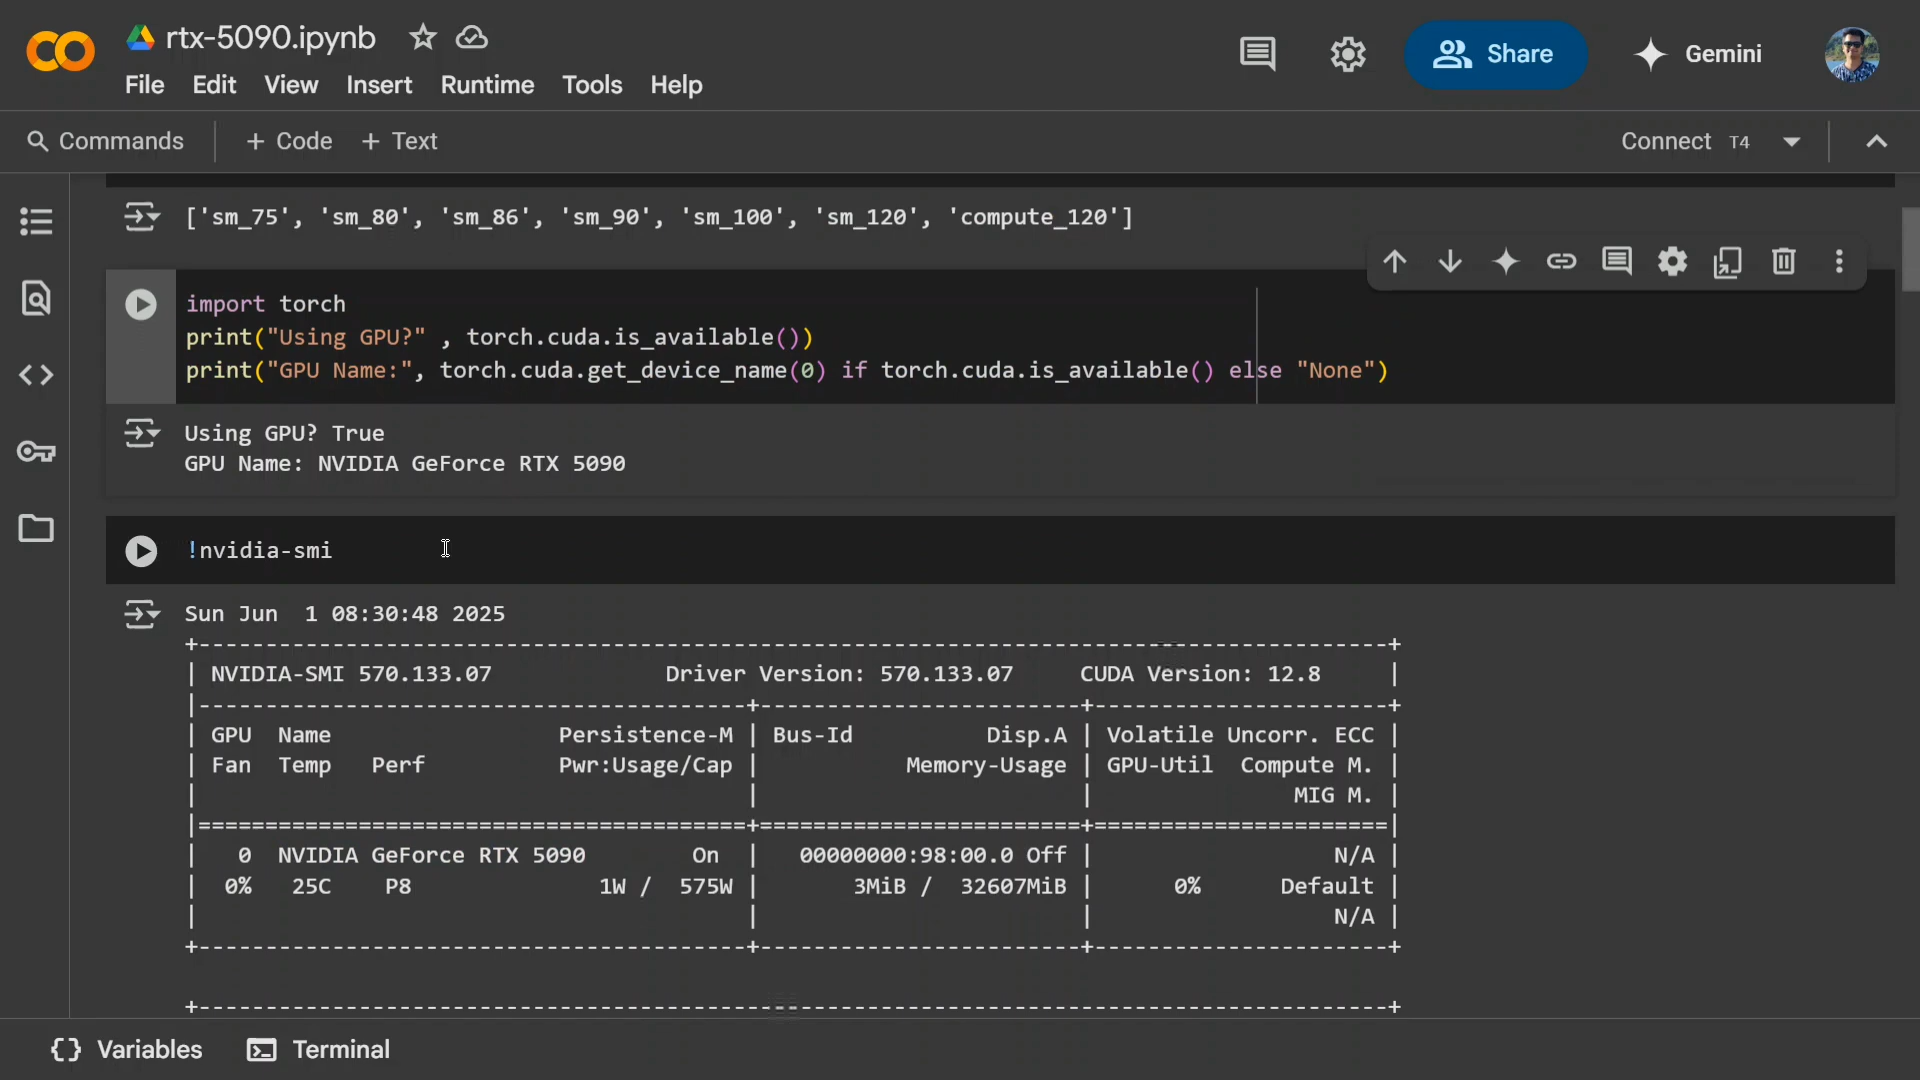 rtx-5090.ipynb
File Edit View Insert Runtime Tools Help
Share
Gemini
Commands + Code + Text
Connect T4
['sm_75', 'sm_80', 'sm_86', 'sm_90', 'sm_100', 'sm_120', 'compute_120']
import torch
print("Using GPU?" , torch.cuda.is_available())
print("GPU Name:", torch.cuda.get_device_name(0) if torch.cuda.is_available() else "None")
Using GPU? True
GPU Name: NVIDIA GeForce RTX 5090
!nvidia-smi
Sun Jun  1 08:30:48 2025
+-----------------------------------------------------------------------------------------+
| NVIDIA-SMI 570.133.07             Driver Version: 570.133.07     CUDA Version: 12.8     |
|-----------------------------------------+------------------------+----------------------+
| GPU  Name                 Persistence-M | Bus-Id          Disp.A | Volatile Uncorr. ECC |
| Fan  Temp   Perf          Pwr:Usage/Cap |           Memory-Usage | GPU-Util  Compute M. |
|                                         |                        |               MIG M. |
|=========================================+========================+======================|
|   0  NVIDIA GeForce RTX 5090        On  |   00000000:98:00.0 Off |                  N/A |
|  0%   25C    P8              1W /  575W |       3MiB /  32607MiB |      0%      Default |
|                                         |                        |                  N/A |
+-----------------------------------------+------------------------+----------------------+
+-----------------------------------------------------------------------------------------+
Variables
Terminal